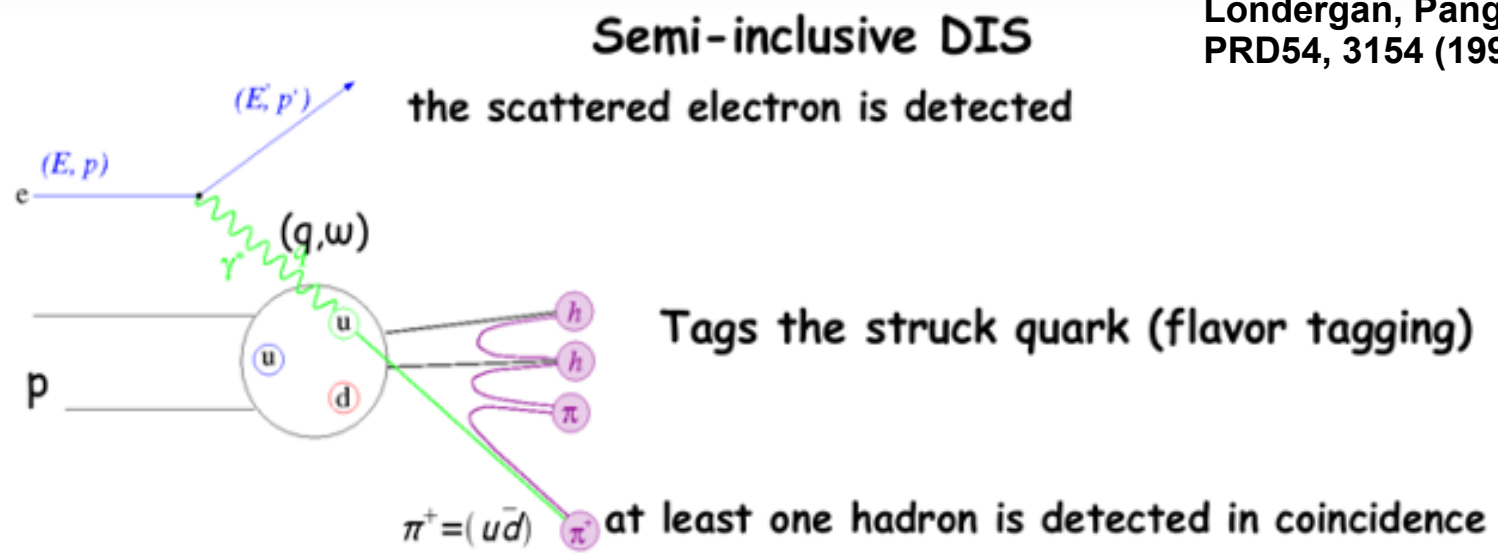 Semi-inclusive DIS
Londergan, Pang
PRD54, 3154 (199
(E', p')
the scattered electron is detected
(E, p)
e
(q,ω)
γ*
q
u
u
d
p
h
h
π
Tags the struck quark (flavor tagging)
π⁺=(ud̄)
π⁺
at least one hadron is detected in coincidence